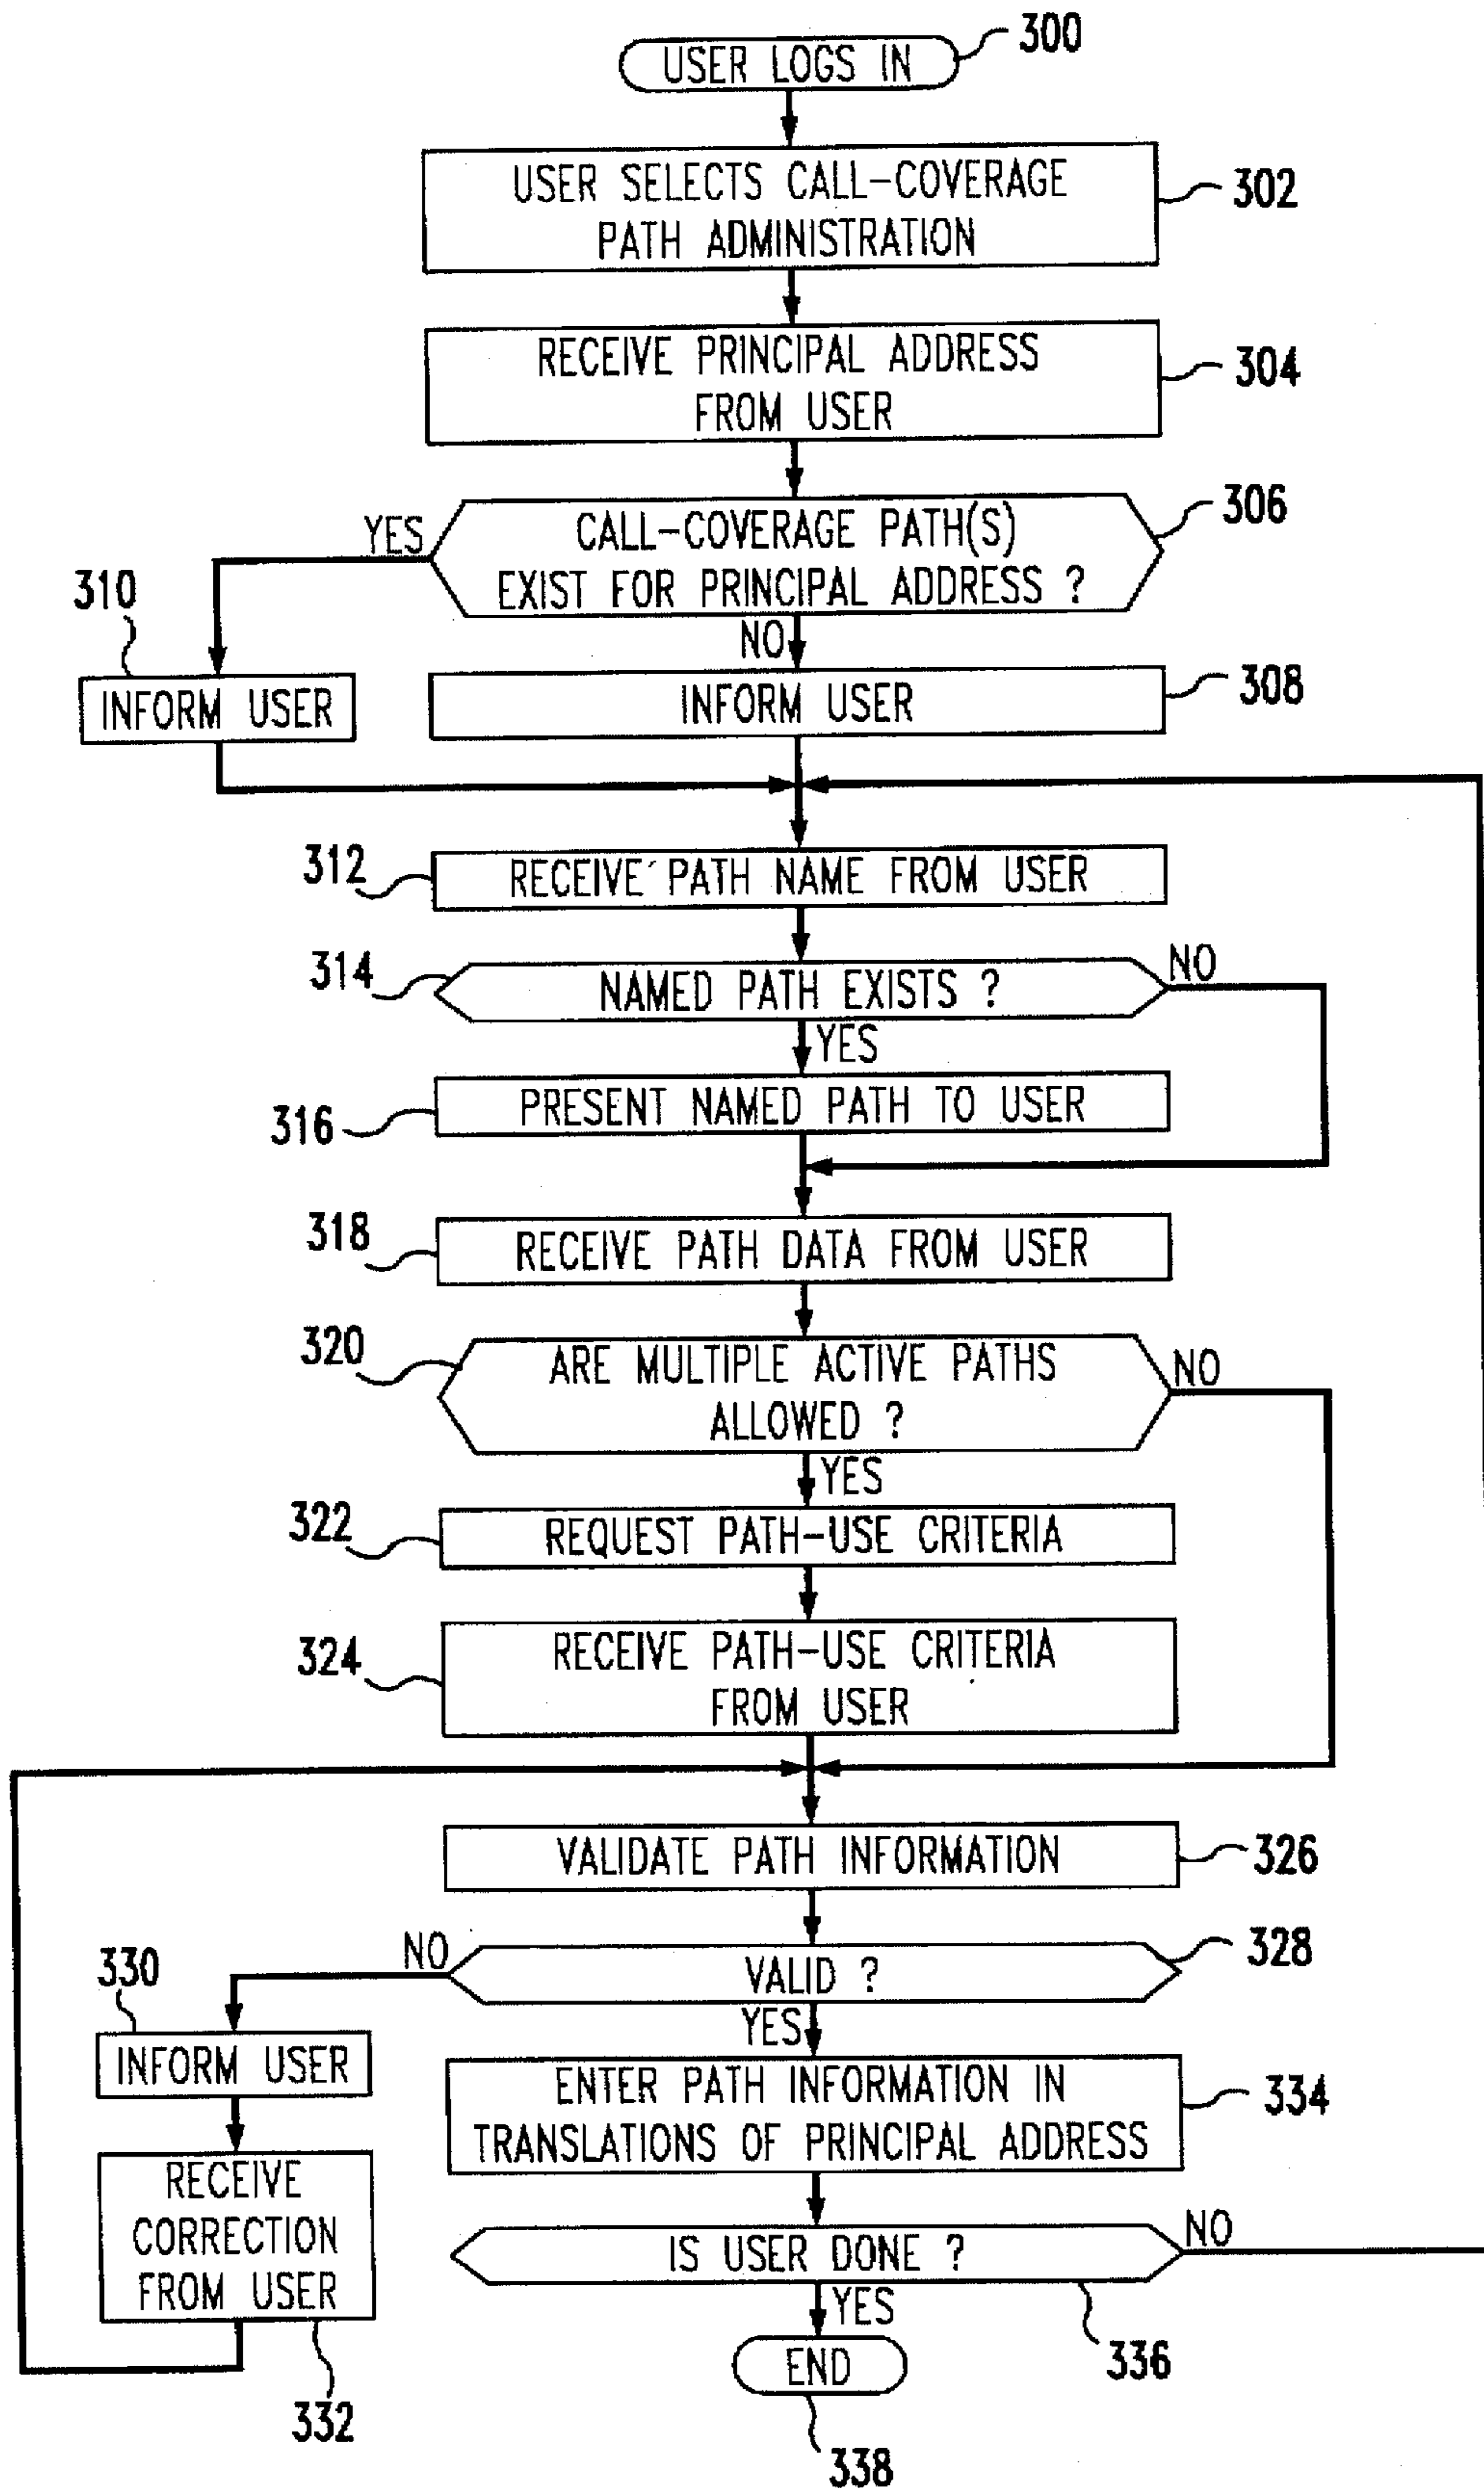 300
USER LOGS IN
USER SELECTS CALL-COVERAGE
PATH ADMINISTRATION
302
RECEIVE PRINCIPAL ADDRESS
FROM USER
304
CALL-COVERAGE PATH(S)
EXIST FOR PRINCIPAL ADDRESS ?
306
YES
NO
310
INFORM USER
INFORM USER
308
312
RECEIVE PATH NAME FROM USER
314
NAMED PATH EXISTS ?
NO
YES
316
PRESENT NAMED PATH TO USER
318
RECEIVE PATH DATA FROM USER
320
ARE MULTIPLE ACTIVE PATHS
ALLOWED ?
NO
YES
322
REQUEST PATH-USE CRITERIA
324
RECEIVE PATH-USE CRITERIA
FROM USER
VALIDATE PATH INFORMATION
326
NO
VALID ?
328
YES
330
INFORM USER
ENTER PATH INFORMATION IN
TRANSLATIONS OF PRINCIPAL ADDRESS
334
RECEIVE
CORRECTION
FROM USER
332
IS USER DONE ?
NO
YES
336
END
338